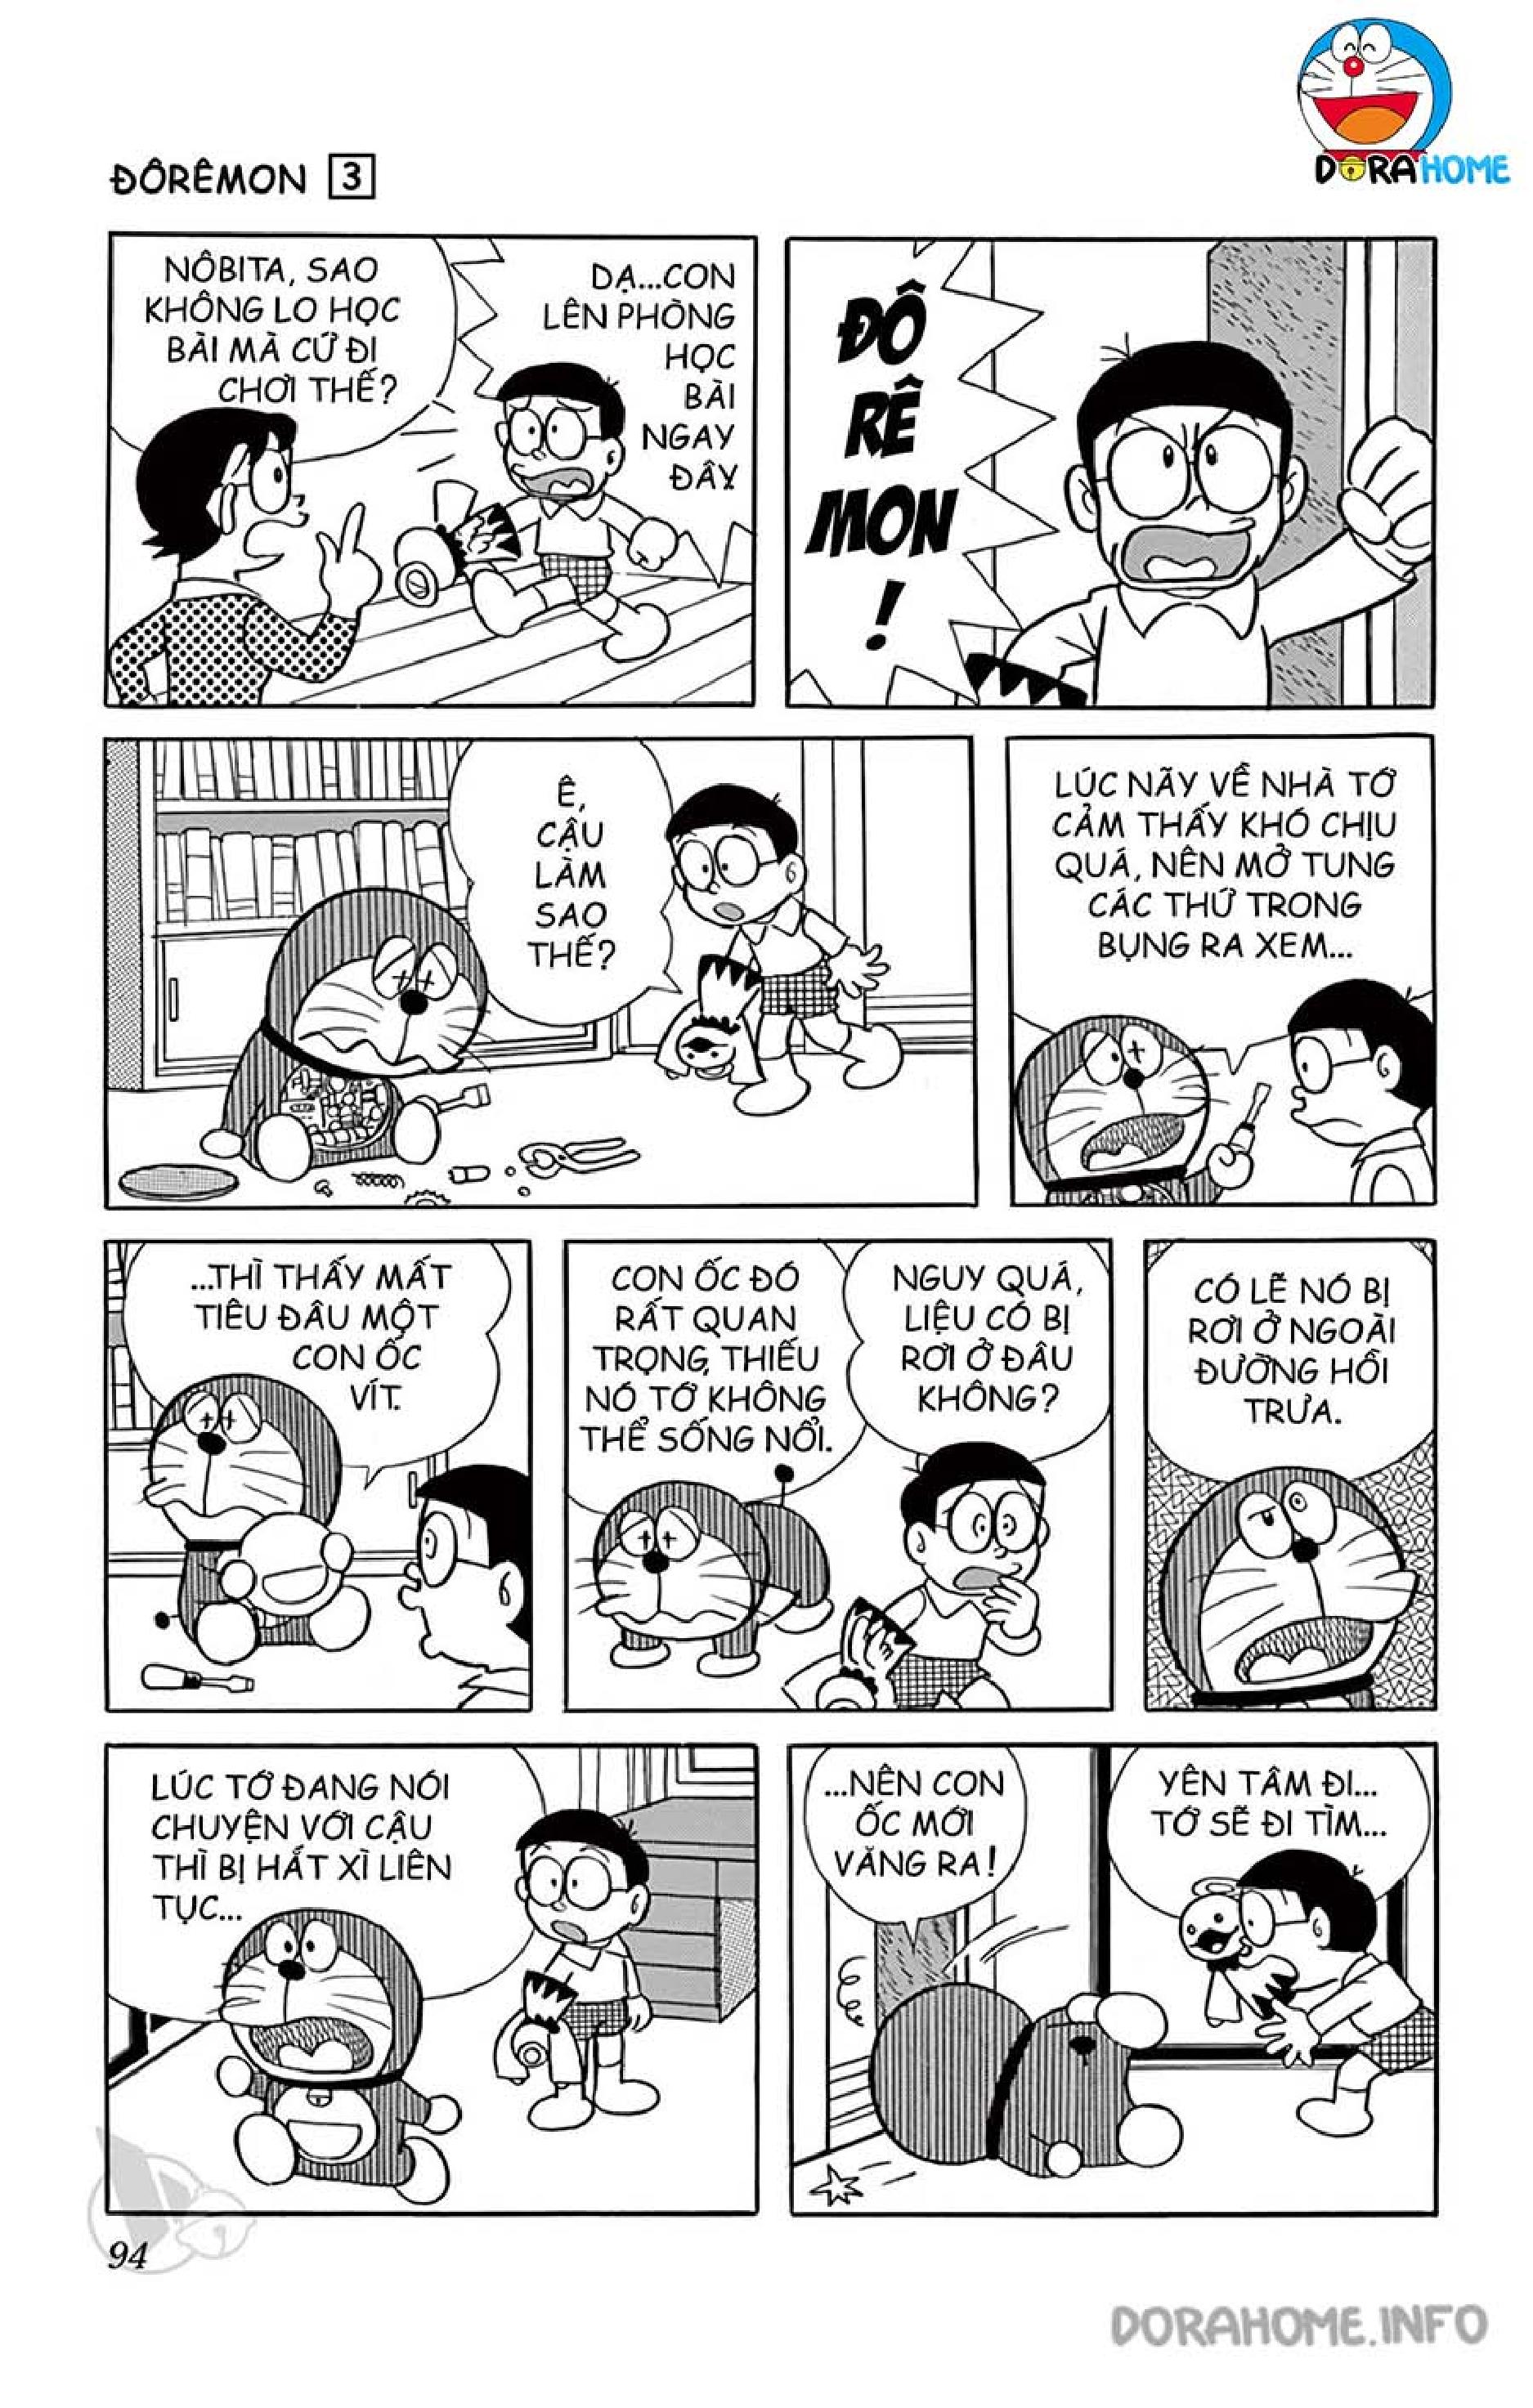 DORAHOME
ĐÔRÊMON 3
NÔBITA, SAO
KHÔNG LO HỌC
BÀI MÀ CỨ ĐI
CHƠI THẾ?
DẠ...CON
LÊN PHÒNG
HỌC
BÀI
NGAY
ĐÂY.
ĐÔ
RÊ
MON
!
Ê,
CẬU
LÀM
SAO
THẾ?
LÚC NÃY VỀ NHÀ TỚ
CẢM THẤY KHÓ CHỊU
QUÁ, NÊN MỞ TUNG
CÁC THỨ TRONG
BỤNG RA XEM...
...THÌ THẤY MẤT
TIÊU ĐÂU MỘT
CON ỐC
VÍT.
CON ỐC ĐÓ
RẤT QUAN
TRỌNG, THIẾU
NÓ TỚ KHÔNG
THỂ SỐNG NỔI.
NGUY QUÁ,
LIỆU CÓ BỊ
RƠI Ở ĐÂU
KHÔNG?
CÓ LẼ NÓ BỊ
RƠI Ở NGOÀI
ĐƯỜNG HỒI
TRƯA.
LÚC TỚ ĐANG NÓI
CHUYỆN VỚI CẬU
THÌ BỊ HẮT XÌ LIÊN
TỤC...
...NÊN CON
ỐC MỚI
VĂNG RA!
YÊN TÂM ĐI...
TỚ SẼ ĐI TÌM...
94
DORAHOME.INFO